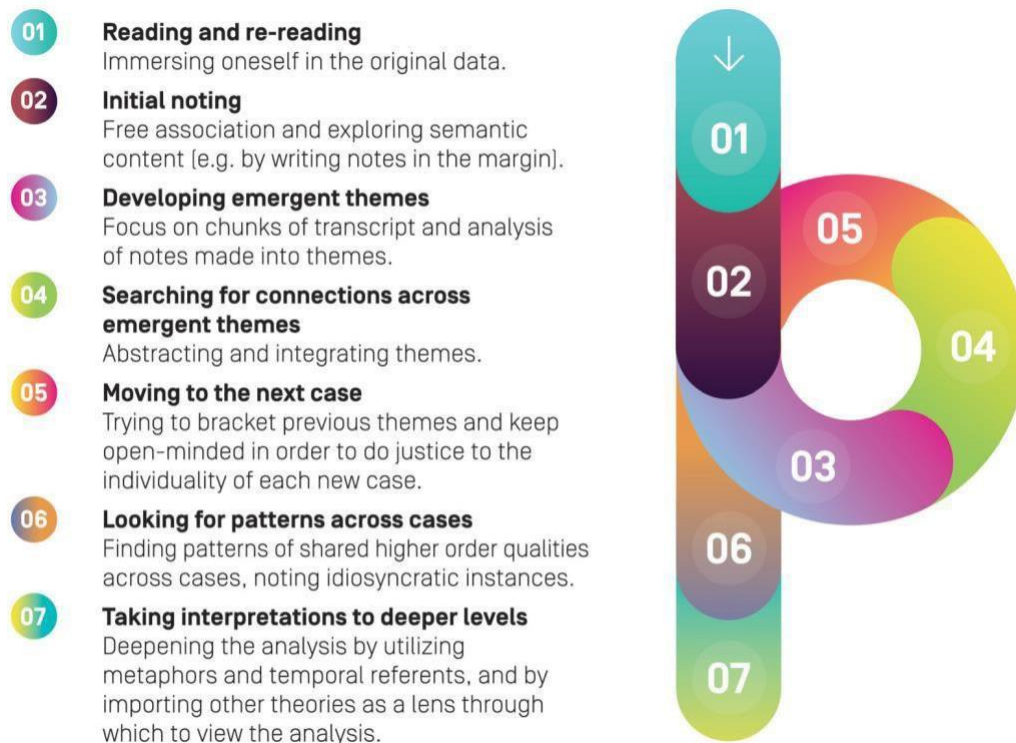 01
Reading and re-reading
Immersing oneself in the original data.
02
Initial noting
Free association and exploring semantic
content (e.g. by writing notes in the margin).
03
Developing emergent themes
Focus on chunks of transcript and analysis
of notes made into themes.
04
Searching for connections across
emergent themes
Abstracting and integrating themes.
05
Moving to the next case
Trying to bracket previous themes and keep
open-minded in order to do justice to the
individuality of each new case.
06
Looking for patterns across cases
Finding patterns of shared higher order qualities
across cases, noting idiosyncratic instances.
07
Taking interpretations to deeper levels
Deepening the analysis by utilizing
metaphors and temporal referents, and by
importing other theories as a lens through
which to view the analysis.
01
05
02
04
03
06
07